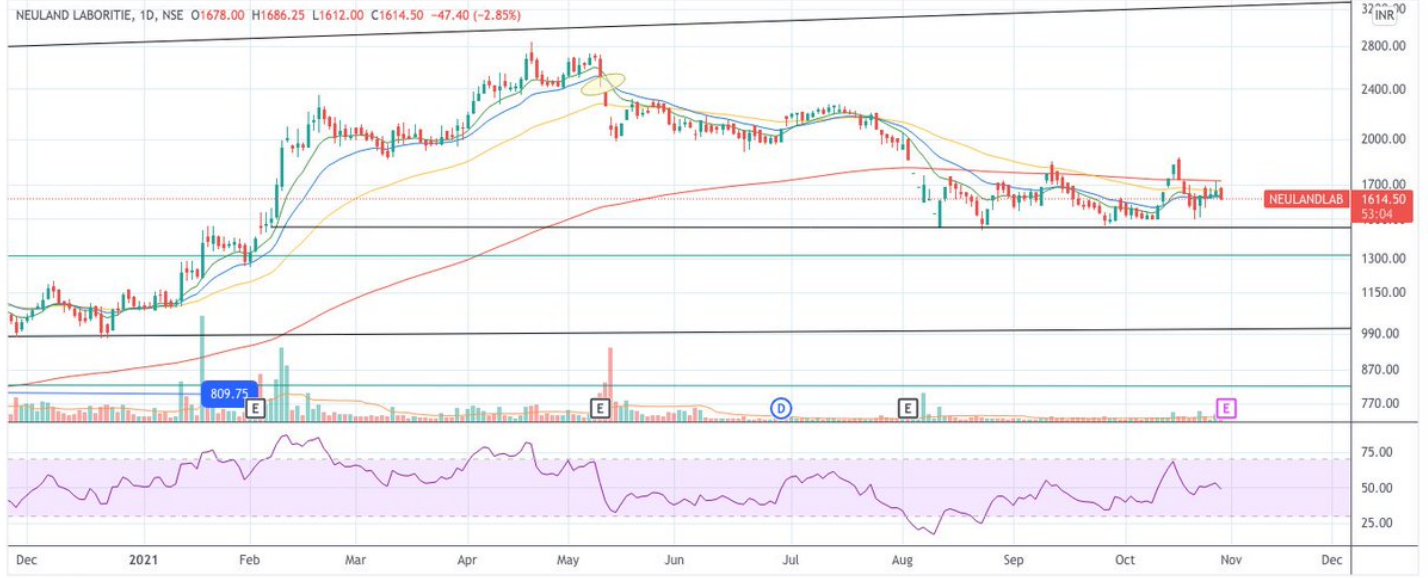 NEULAND LABORITIE, 1D, NSE O1678.00 H1686.25 L1612.00 C1614.50 −47.40 (−2.85%)
INR
2800.00
2400.00
2000.00
1700.00
NEULANDLAB 1614.50
53:04
1300.00
1150.00
990.00
870.00
809.75
770.00
E E D E E
75.00
50.00
25.00
Dec 2021 Feb Mar Apr May Jun Jul Aug Sep Oct Nov Dec